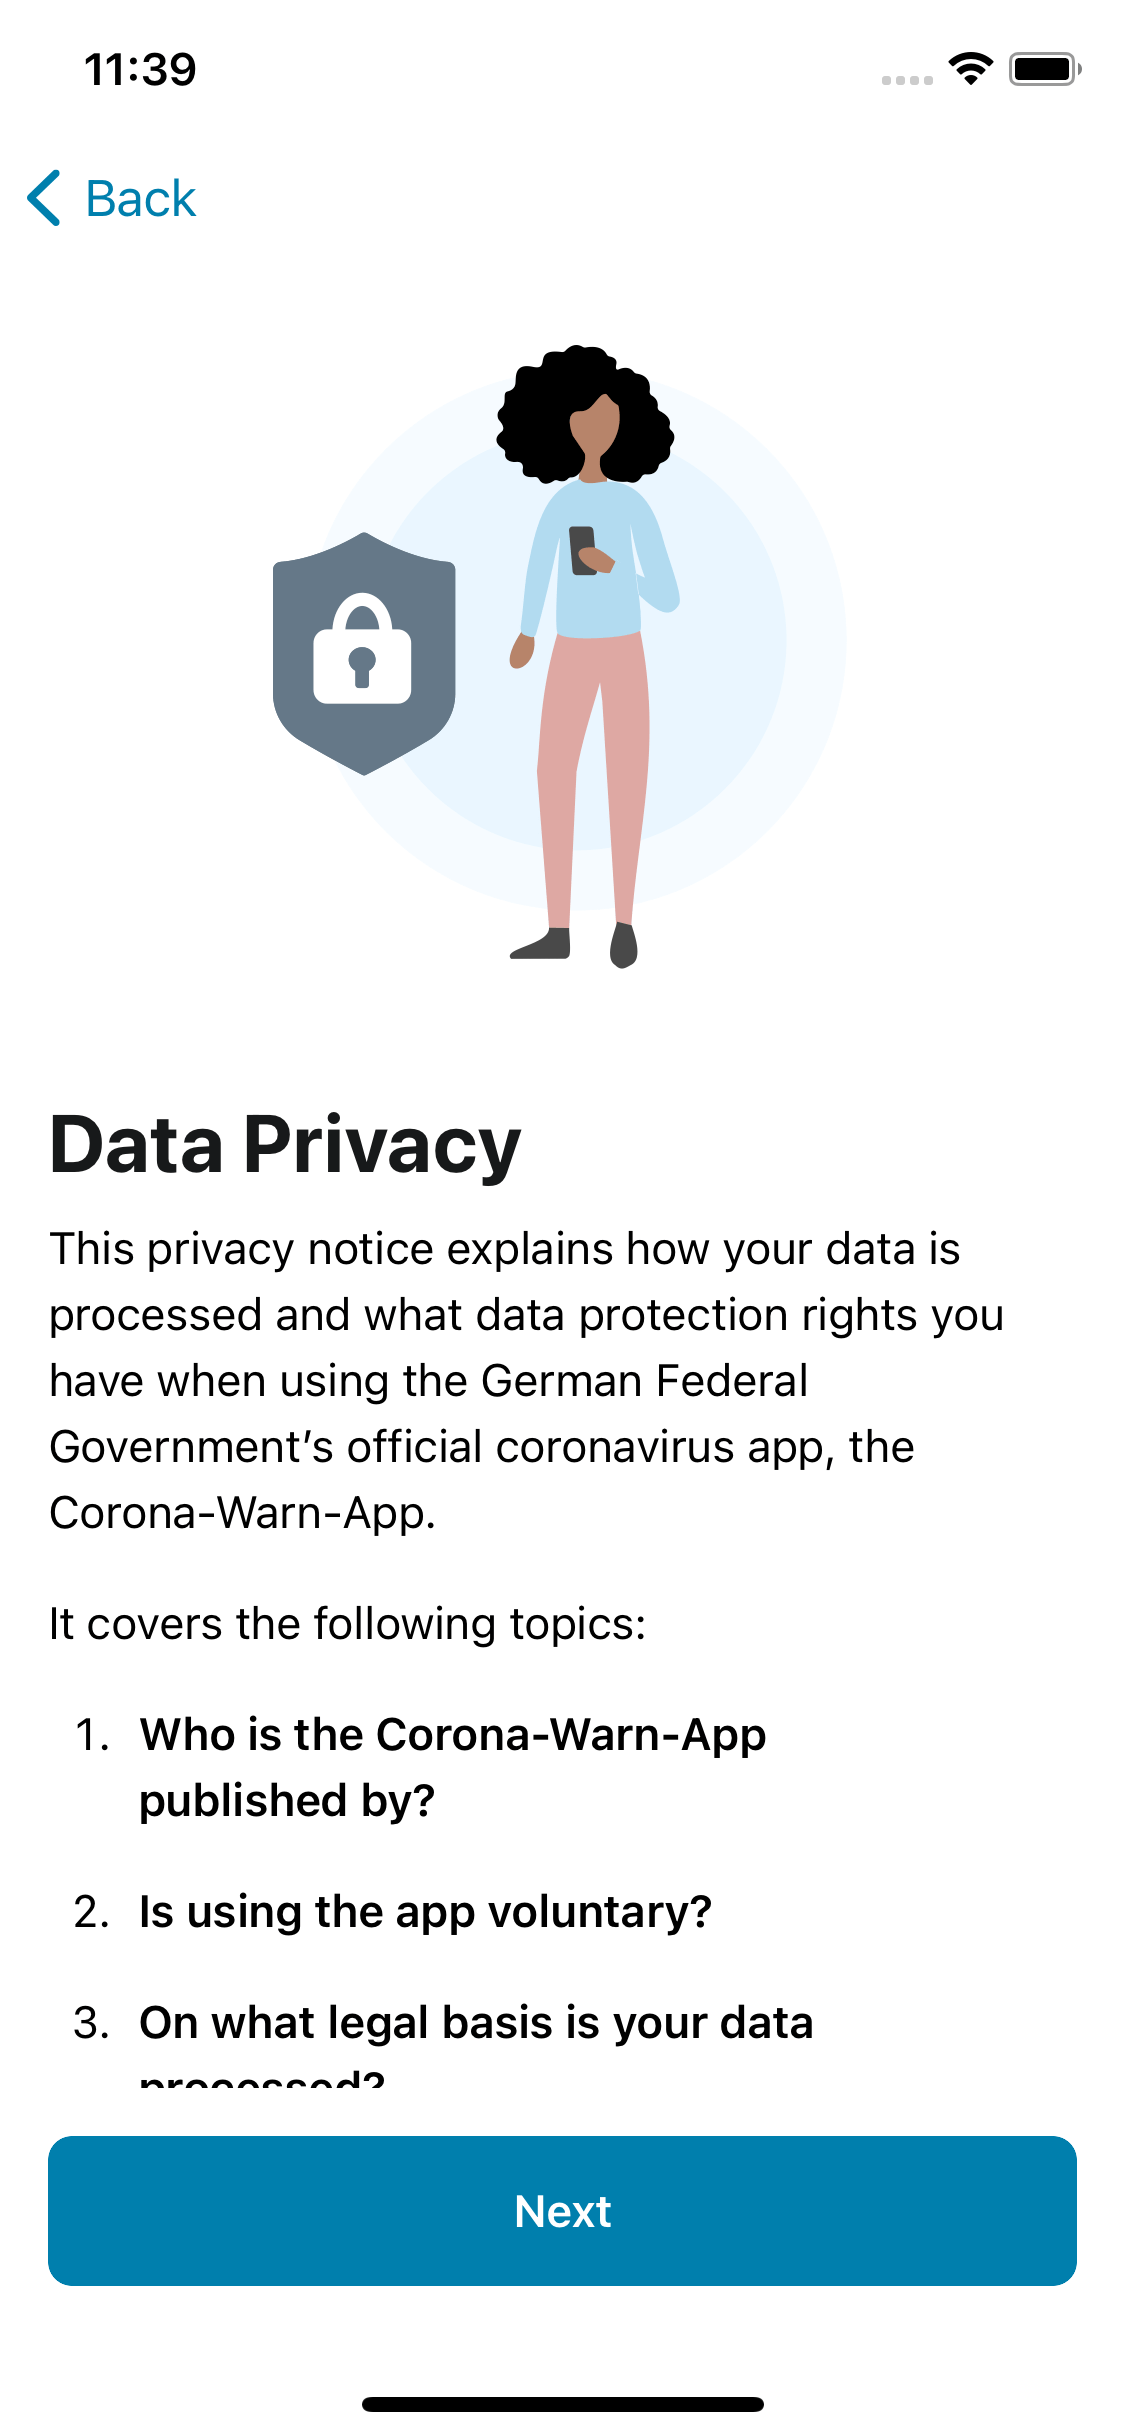 11:39
Back
Data Privacy
This privacy notice explains how your data is
processed and what data protection rights you
have when using the German Federal
Government’s official coronavirus app, the
Corona-Warn-App.
It covers the following topics:
1. Who is the Corona-Warn-App
published by?
2. Is using the app voluntary?
3. On what legal basis is your data
processed?
Next